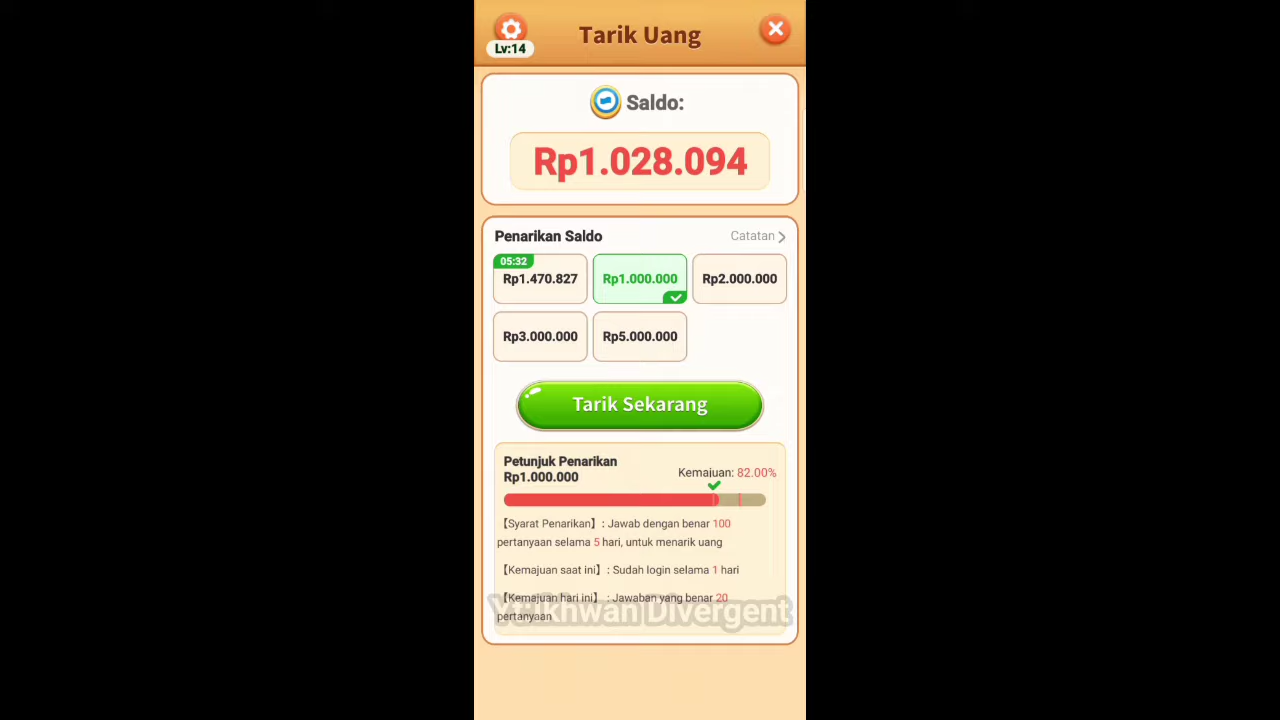 Lv:14
Tarik Uang
Saldo:
Rp1.028.094
Penarikan Saldo
Catatan
05:32
Rp1.470.827
Rp1.000.000
Rp2.000.000
Rp3.000.000
Rp5.000.000
Tarik Sekarang
Petunjuk Penarikan
Rp1.000.000
Kemajuan: 82.00%
【Syarat Penarikan】: Jawab dengan benar 100
pertanyaan selama 5 hari, untuk menarik uang
【Kemajuan saat ini】: Sudah login selama 1 hari
【Kemajuan hari ini】: Jawaban yang benar 20
pertanyaan
Yt: Ikhwan Divergent